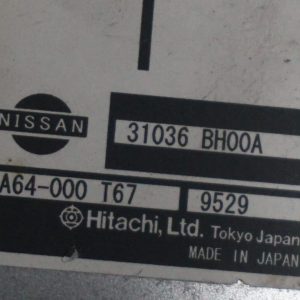 NISSAN
31036 BH00A
A64-000 T67
9529
Hitachi, Ltd. Tokyo Japan
MADE IN JAPAN